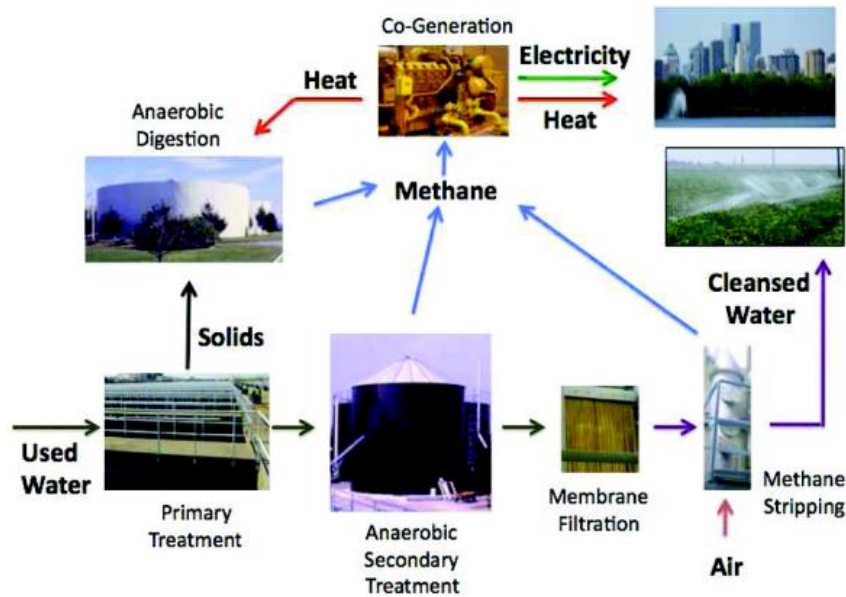 Co-Generation
Electricity
Heat
Heat
Anaerobic
Digestion
Methane
Cleansed
Water
Solids
Used
Water
Primary
Treatment
Anaerobic
Secondary
Treatment
Membrane
Filtration
Methane
Stripping
Air